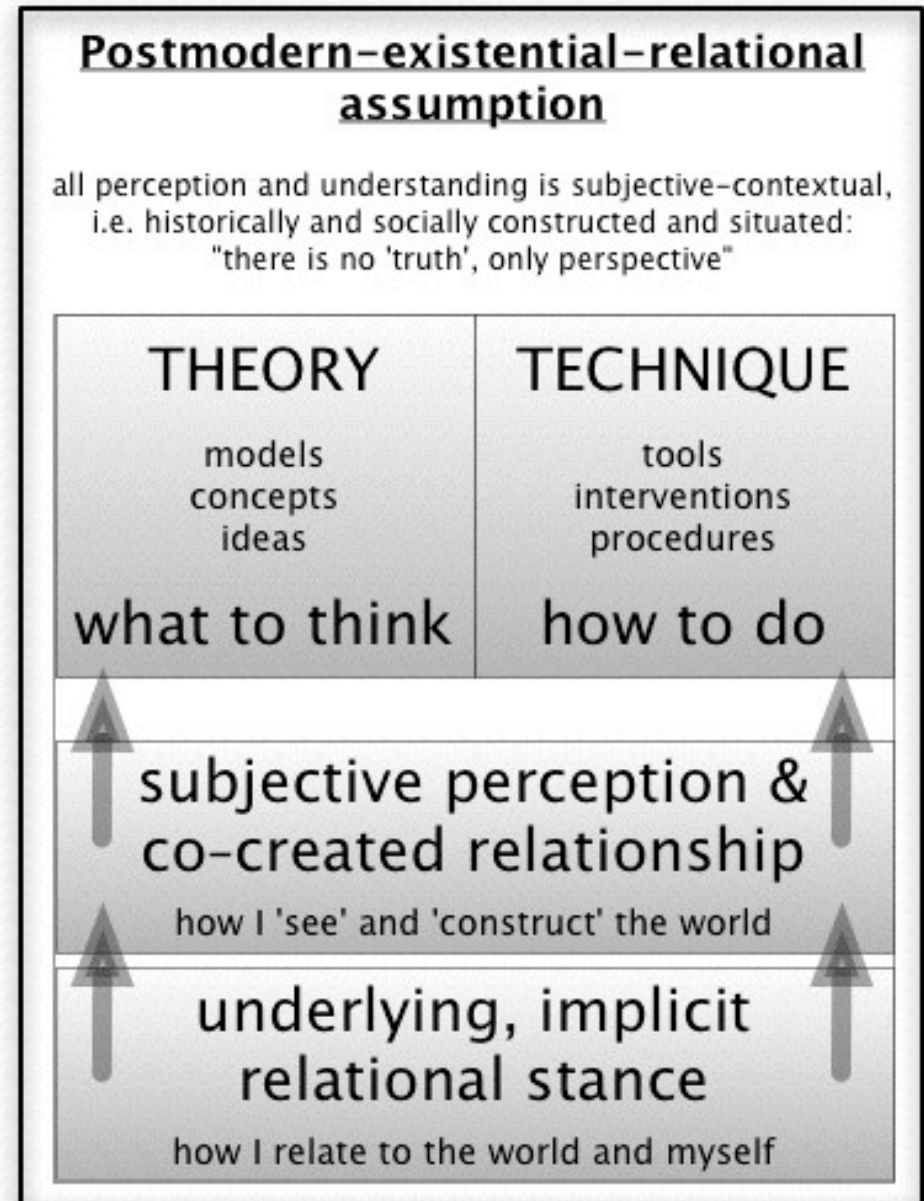 Postmodern-existential-relational
assumption
all perception and understanding is subjective-contextual,
i.e. historically and socially constructed and situated:
"there is no 'truth', only perspective"
THEORY
models
concepts
ideas
what to think
TECHNIQUE
tools
interventions
procedures
how to do
subjective perception &
co-created relationship
how I 'see' and 'construct' the world
underlying, implicit
relational stance
how I relate to the world and myself